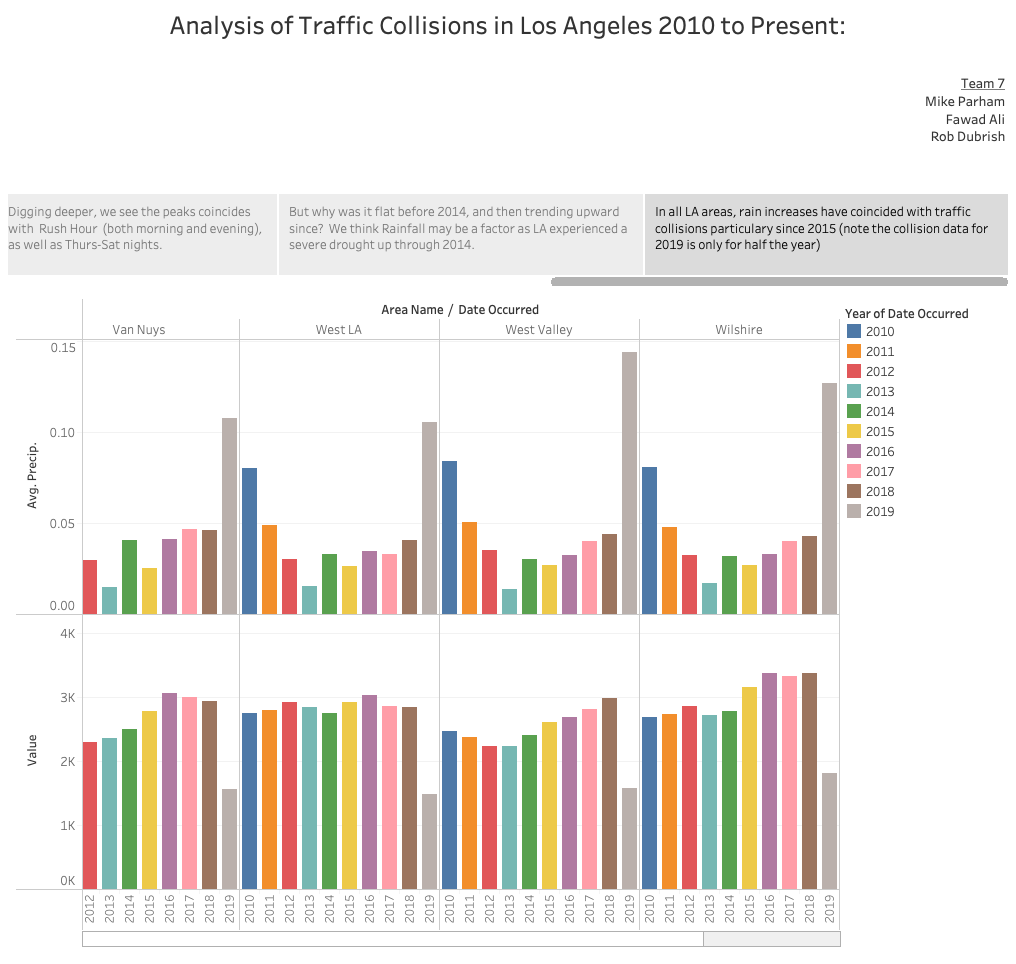 Analysis of Traffic Collisions in Los Angeles 2010 to Present:
Team 7
Mike Parham
Fawad Ali
Rob Dubrish
Digging deeper, we see the peaks coincides
with Rush Hour (both morning and evening),
as well as Thurs-Sat nights.
But why was it flat before 2014, and then trending upward
since? We think Rainfall may be a factor as LA experienced a
severe drought up through 2014.
In all LA areas, rain increases have coincided with traffic
collisions particulary since 2015 (note the collision data for
2019 is only for half the year)
Area Name / Date Occurred
Van Nuys
West LA
West Valley
Wilshire
0.15
0.10
0.05
0.00
Avg. Precip.
4K
3K
2K
1K
0K
Value
2012 2013 2014 2015 2016 2017 2018 2019 2010 2011 2012 2013 2014 2015 2016 2017 2018 2019 2010 2011 2012 2013 2014 2015 2016 2017 2018 2019 2010 2011 2012 2013 2014 2015 2016 2017 2018 2019
Year of Date Occurred
2010
2011
2012
2013
2014
2015
2016
2017
2018
2019